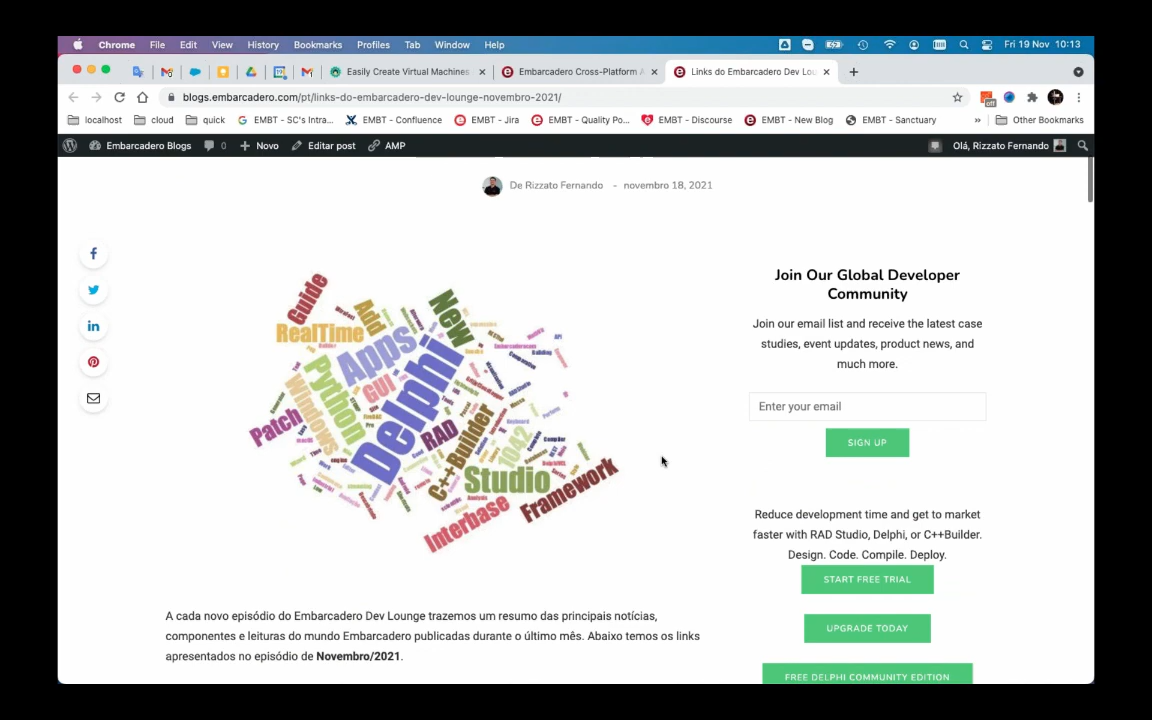 Chrome File Edit View History Bookmarks Profiles Tab Window Help Fri 19 Nov 10:13
Easily Create Virtual Machines × Embarcadero Cross-Platform A × Links do Embarcadero Dev Lou × +
blogs.embarcadero.com/pt/links-do-embarcadero-dev-lounge-novembro-2021/
localhost cloud quick EMBT - SC's Intra... EMBT - Confluence EMBT - Jira EMBT - Quality Po... EMBT - Discourse EMBT - New Blog EMBT - Sanctuary » Other Bookmarks
Embarcadero Blogs 0 + Novo Editar post AMP Olá, Rizzato Fernando
De Rizzato Fernando - novembro 18, 2021
Guide
Add
New
RealTime
Apps
GUI
Python
Windows
Delphi
Patch
RAD
C++Builder
1042
Studio
Interbase
Framework
A cada novo episódio do Embarcadero Dev Lounge trazemos um resumo das principais notícias,
componentes e leituras do mundo Embarcadero publicadas durante o último mês. Abaixo temos os links
apresentados no episódio de Novembro/2021.
Join Our Global Developer
Community
Join our email list and receive the latest case
studies, event updates, product news, and
much more.
Enter your email
SIGN UP
Reduce development time and get to market
faster with RAD Studio, Delphi, or C++Builder.
Design. Code. Compile. Deploy.
START FREE TRIAL
UPGRADE TODAY
FREE DELPHI COMMUNITY EDITION